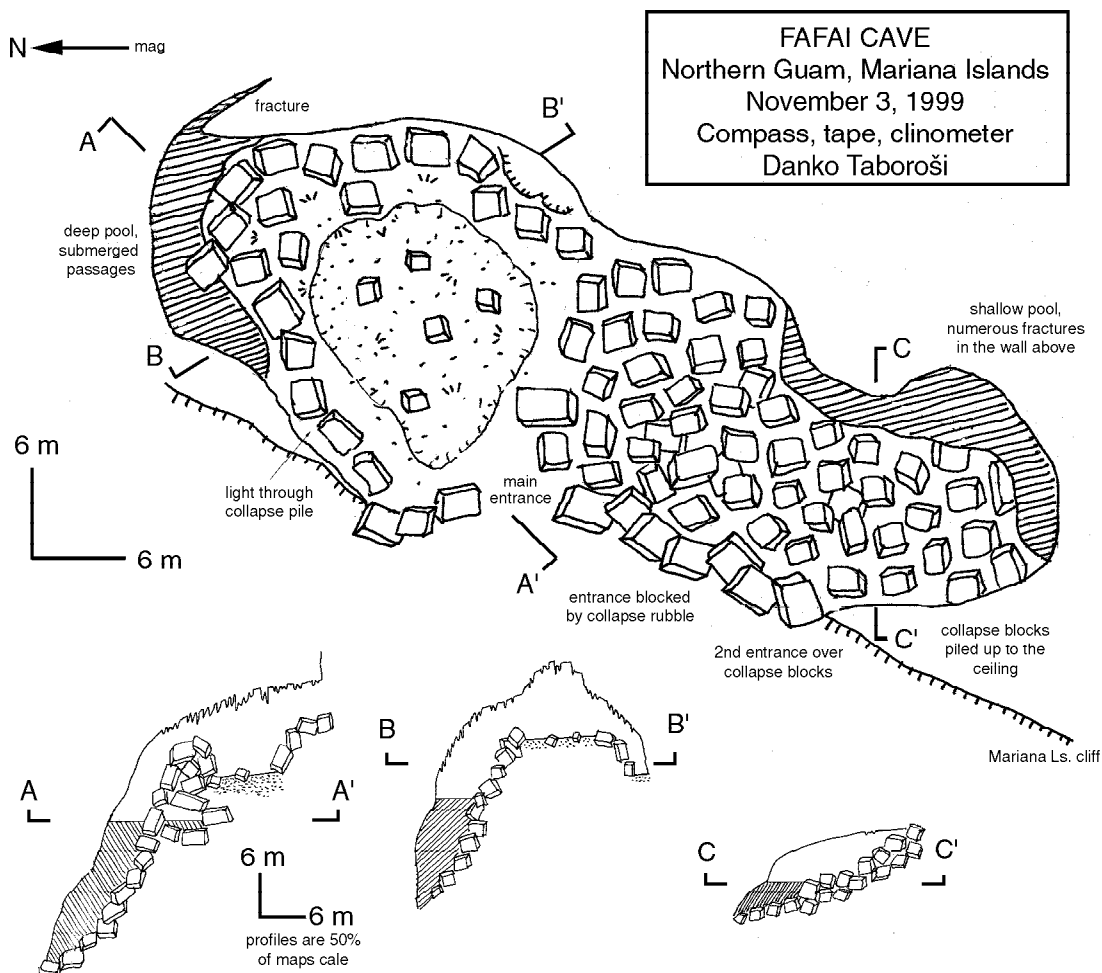 N
mag
FAFAI CAVE
Northern Guam, Mariana Islands
November 3, 1999
Compass, tape, clinometer
Danko Taboroši
fracture
A
B'
deep pool,
submerged
passages
shallow pool,
numerous fractures
in the wall above
B
C
6 m
6 m
light through
collapse pile
main
entrance
A'
entrance blocked
by collapse rubble
2nd entrance over
collapse blocks
C'
collapse blocks
piled up to the
ceiling
Mariana Ls. cliff
A
A'
B
B'
C
C'
6 m
6 m
profiles are 50%
of maps cale